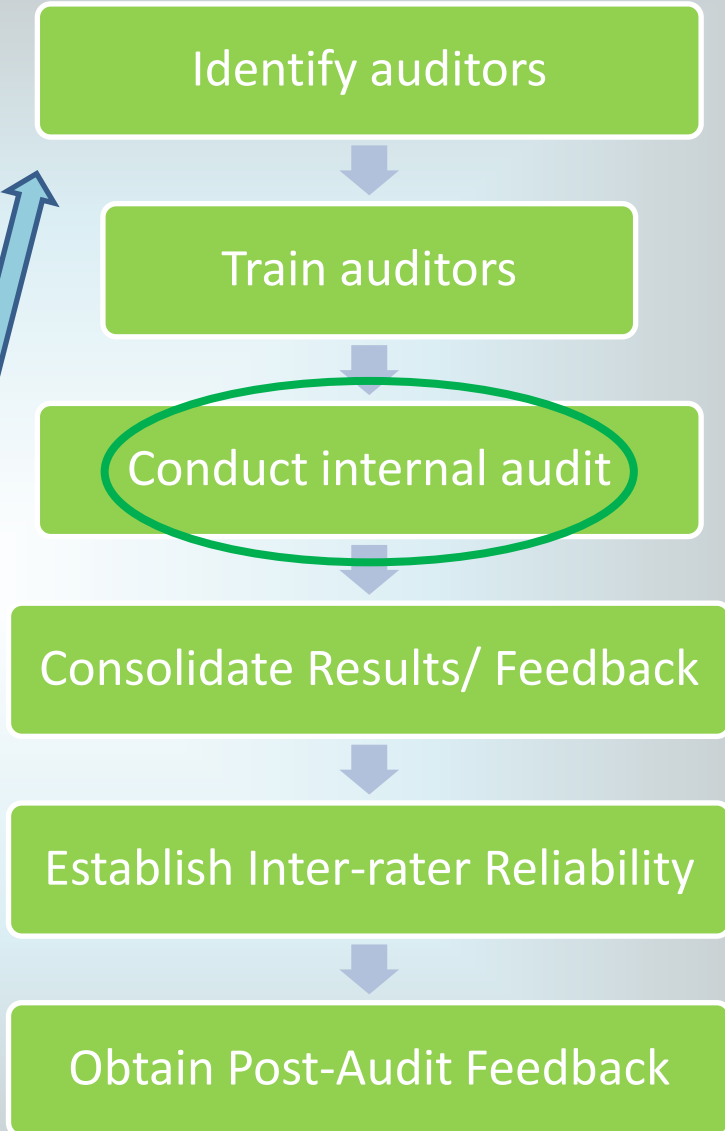 Identify auditors
Train auditors
Conduct internal audit
Consolidate Results/ Feedback
Establish Inter-rater Reliability
Obtain Post-Audit Feedback